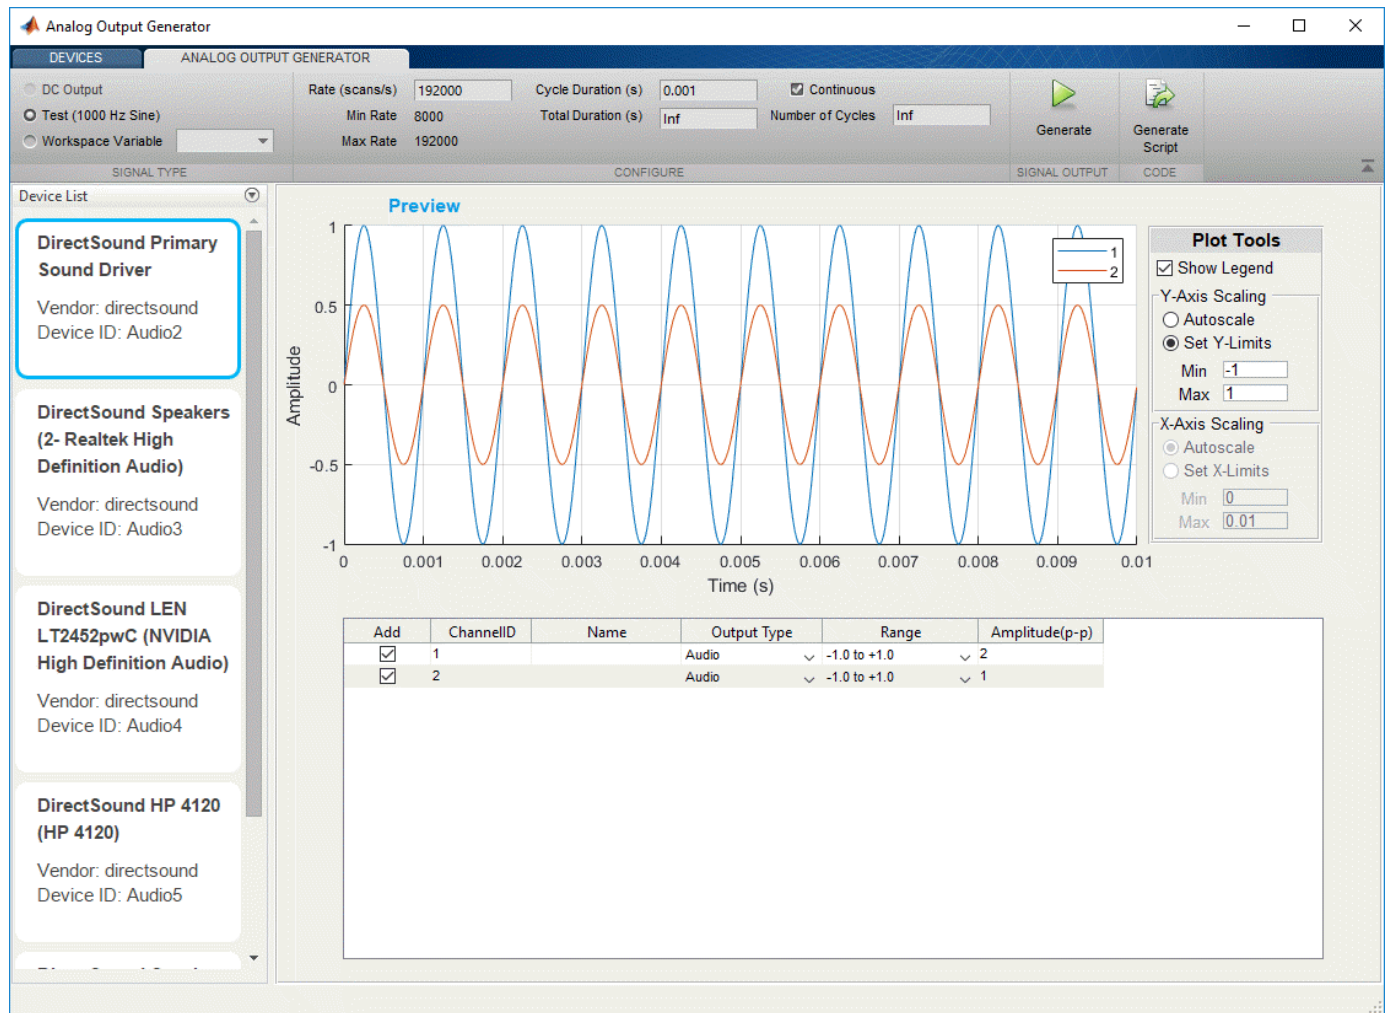 Analog Output Generator
DEVICES
ANALOG OUTPUT GENERATOR
DC Output
Test (1000 Hz Sine)
Workspace Variable
SIGNAL TYPE
Rate (scans/s) 192000
Min Rate 8000
Max Rate 192000
Cycle Duration (s) 0.001
Total Duration (s) Inf
Continuous
Number of Cycles Inf
CONFIGURE
Generate
SIGNAL OUTPUT
Generate
Script
CODE
Device List
DirectSound Primary
Sound Driver
Vendor: directsound
Device ID: Audio2
DirectSound Speakers
(2- Realtek High
Definition Audio)
Vendor: directsound
Device ID: Audio3
DirectSound LEN
LT2452pwC (NVIDIA
High Definition Audio)
Vendor: directsound
Device ID: Audio4
DirectSound HP 4120
(HP 4120)
Vendor: directsound
Device ID: Audio5
Preview
1
0.5
0
-0.5
-1
Amplitude
0 0.001 0.002 0.003 0.004 0.005 0.006 0.007 0.008 0.009 0.01
Time (s)
1
2
Plot Tools
Show Legend
Y-Axis Scaling
Autoscale
Set Y-Limits
Min -1
Max 1
X-Axis Scaling
Autoscale
Set X-Limits
Min 0
Max 0.01
Add ChannelID Name Output Type Range Amplitude(p-p)
1 Audio -1.0 to +1.0 2
2 Audio -1.0 to +1.0 1